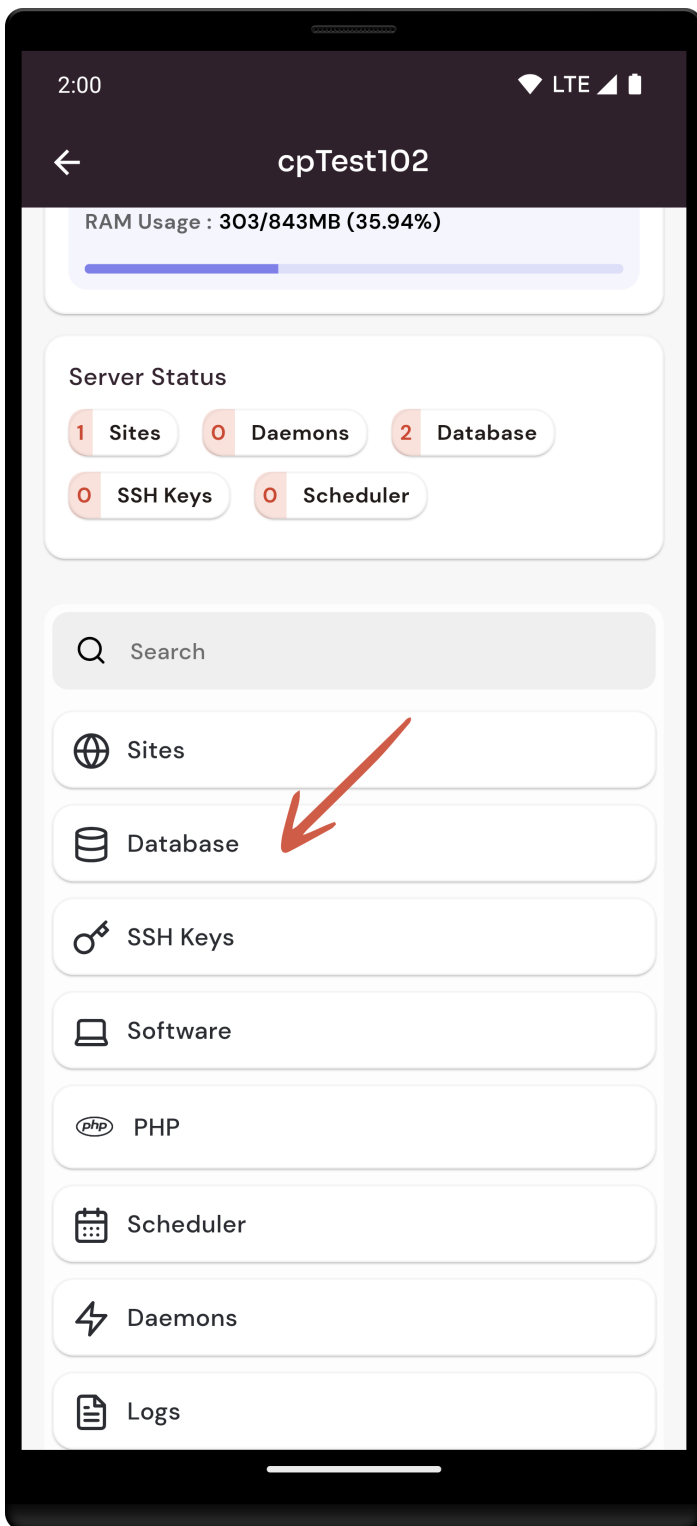 2:00 LTE
cpTest102
RAM Usage : 303/843MB (35.94%)
Server Status
1 Sites 0 Daemons 2 Database
0 SSH Keys 0 Scheduler
Search
Sites
Database
SSH Keys
Software
php PHP
Scheduler
Daemons
Logs